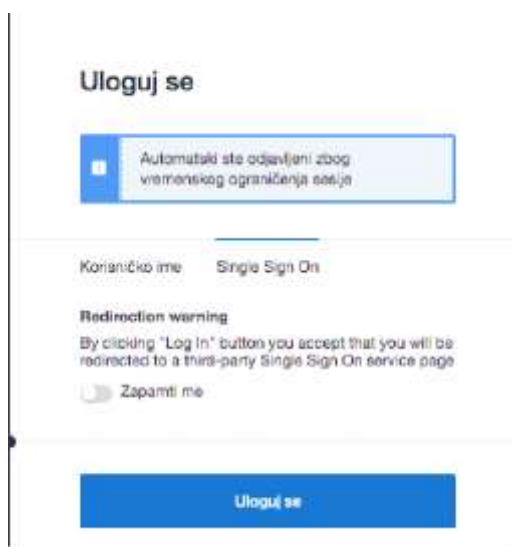 Uloguj se
Automatski ste odjavljeni zbog
vremenskog ograničenja sesije
Korisničko ime Single Sign On
Redirection warning
By clicking "Log In" button you accept that you will be
redirected to a third-party Single Sign On service page
Zapamti me
Uloguj se